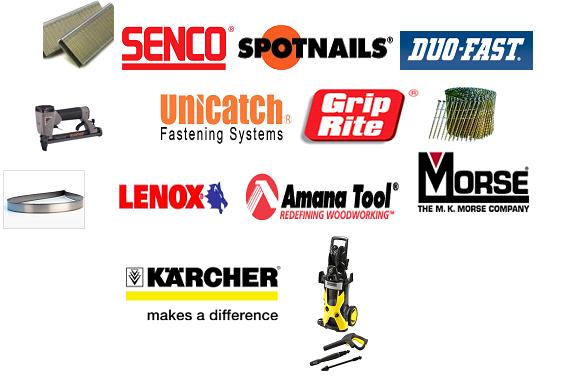 SENCO®
SPOTNAILS®
DUO-FAST®
Unicatch®
Fastening Systems
Grip Rite®
LENOX®
Amana Tool®
REDEFINING WOODWORKING™
MORSE®
THE M. K. MORSE COMPANY
KÄRCHER®
makes a difference